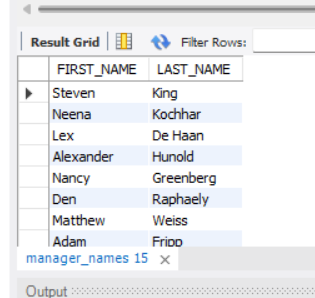 Result Grid Filter Rows:
FIRST_NAME LAST_NAME
Steven King
Neena Kochhar
Lex De Haan
Alexander Hunold
Nancy Greenberg
Den Raphaely
Matthew Weiss
Adam Fripp
manager_names 15 ×
Output